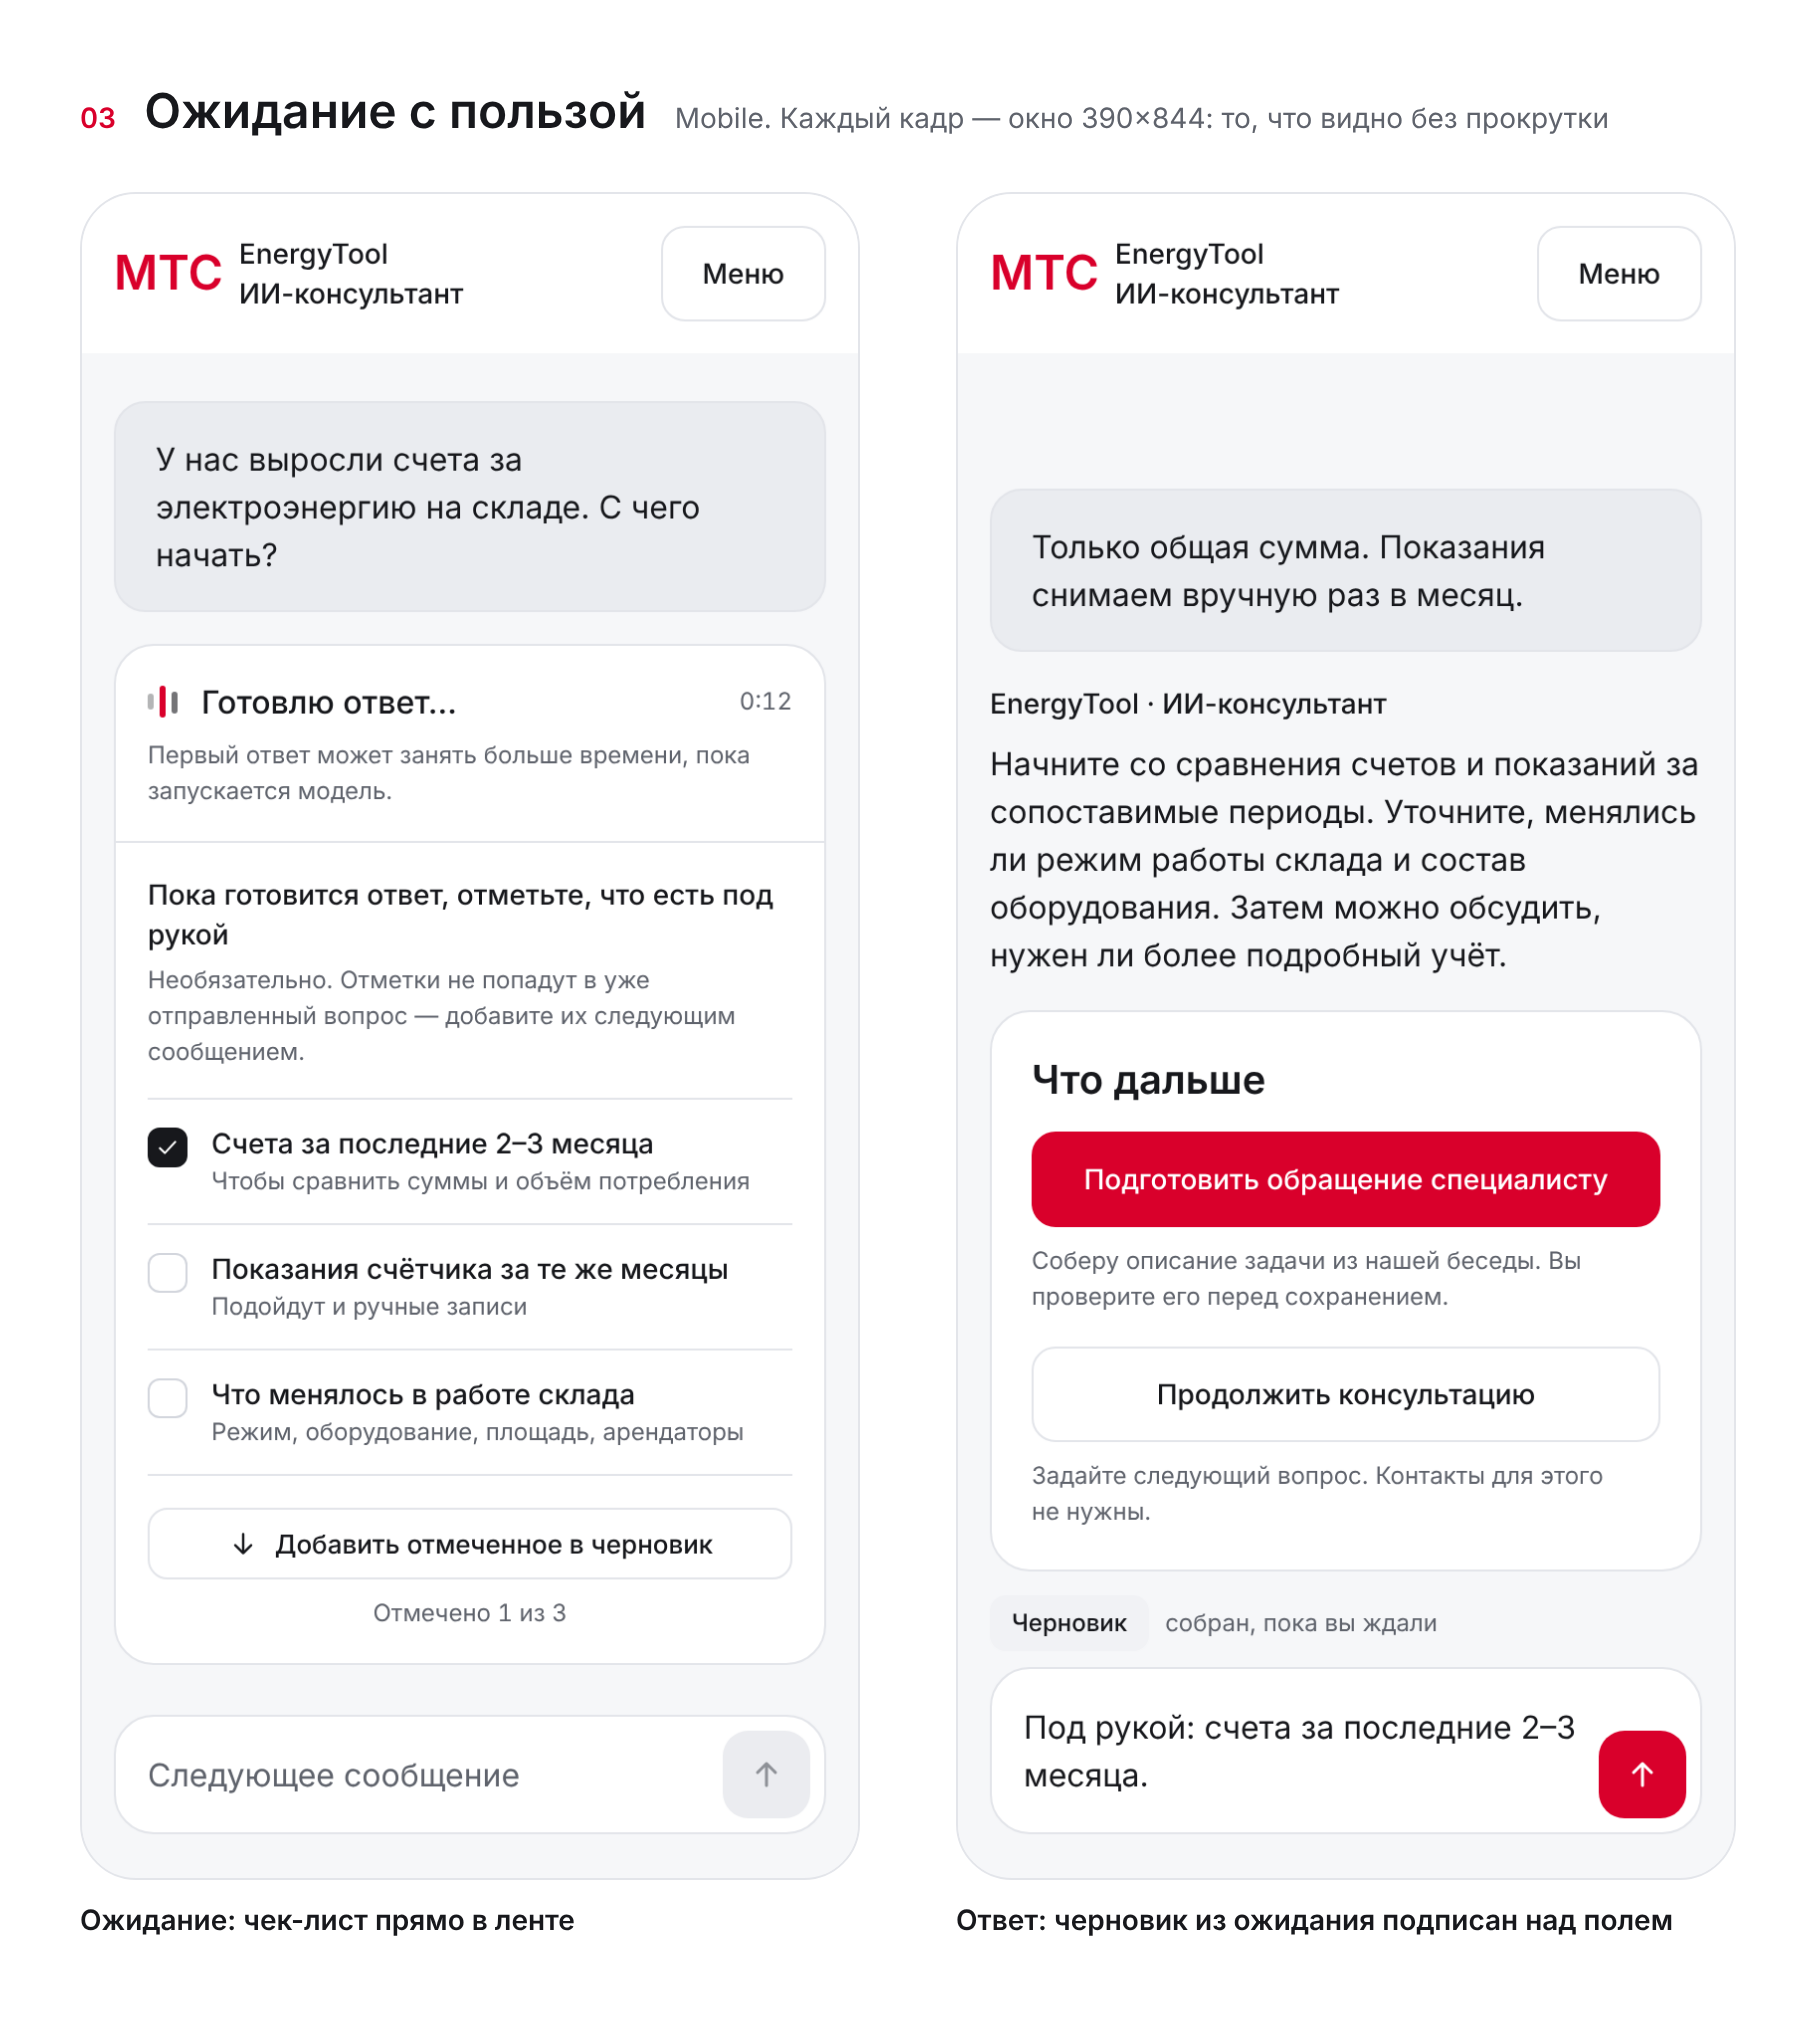 03 Ожидание с пользой Mobile. Каждый кадр — окно 390×844: то, что видно без прокрутки
МТС
EnergyTool
ИИ-консультант
Меню
У нас выросли счета за
электроэнергию на складе. С чего
начать?
Готовлю ответ...
0:12
Первый ответ может занять больше времени, пока
запускается модель.
Пока готовится ответ, отметьте, что есть под
рукой
Необязательно. Отметки не попадут в уже
отправленный вопрос — добавите их следующим
сообщением.
Счета за последние 2–3 месяца
Чтобы сравнить суммы и объём потребления
Показания счётчика за те же месяцы
Подойдут и ручные записи
Что менялось в работе склада
Режим, оборудование, площадь, арендаторы
↓ Добавить отмеченное в черновик
Отмечено 1 из 3
Следующее сообщение
Ожидание: чек-лист прямо в ленте
МТС
EnergyTool
ИИ-консультант
Меню
Только общая сумма. Показания
снимаем вручную раз в месяц.
EnergyTool · ИИ-консультант
Начните со сравнения счетов и показаний за
сопоставимые периоды. Уточните, менялись
ли режим работы склада и состав
оборудования. Затем можно обсудить,
нужен ли более подробный учёт.
Что дальше
Подготовить обращение специалисту
Соберу описание задачи из нашей беседы. Вы
проверите его перед сохранением.
Продолжить консультацию
Задайте следующий вопрос. Контакты для этого
не нужны.
Черновик собран, пока вы ждали
Под рукой: счета за последние 2–3
месяца.
Ответ: черновик из ожидания подписан над полем